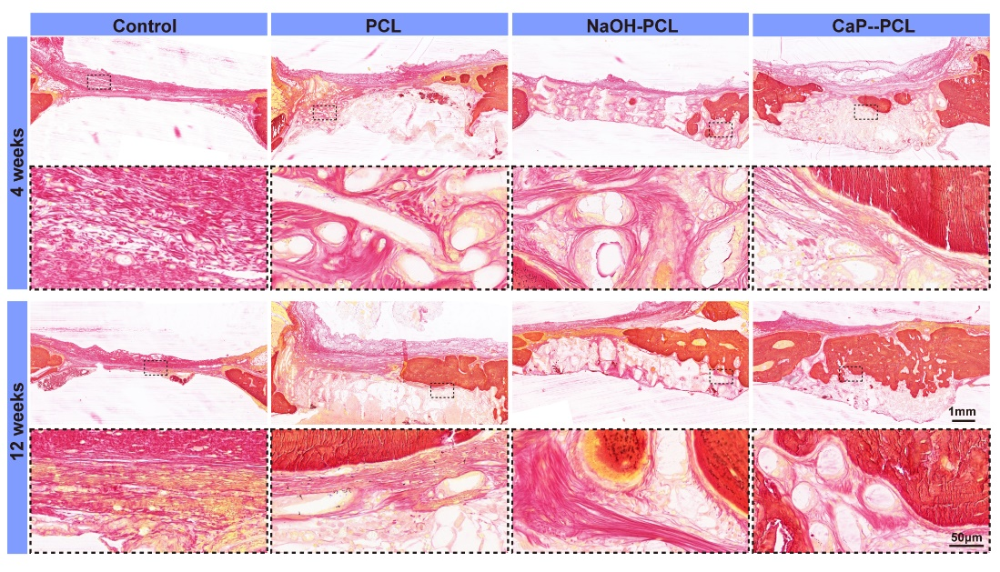 Control PCL NaOH-PCL CaP--PCL
4 weeks
12 weeks
1mm
50μm